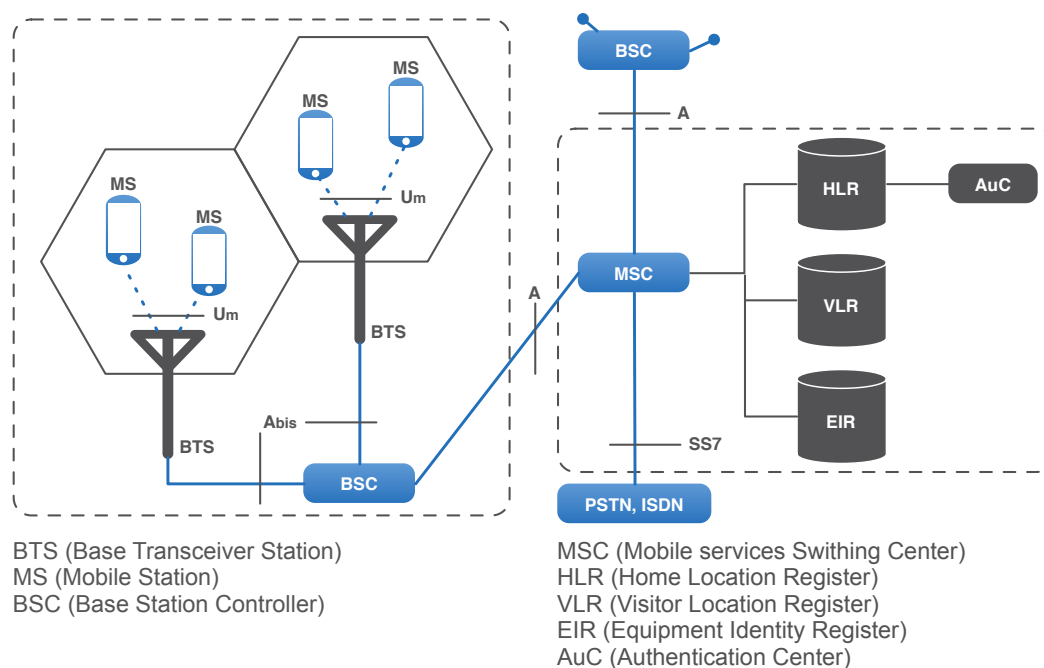 BSC
MS
MS
A
MS
HLR
AuC
Um
MS
MSC
A
VLR
Um
BTS
Abis
EIR
BTS
SS7
BSC
PSTN, ISDN
BTS (Base Transceiver Station)
MS (Mobile Station)
BSC (Base Station Controller)
MSC (Mobile services Swithing Center)
HLR (Home Location Register)
VLR (Visitor Location Register)
EIR (Equipment Identity Register)
AuC (Authentication Center)